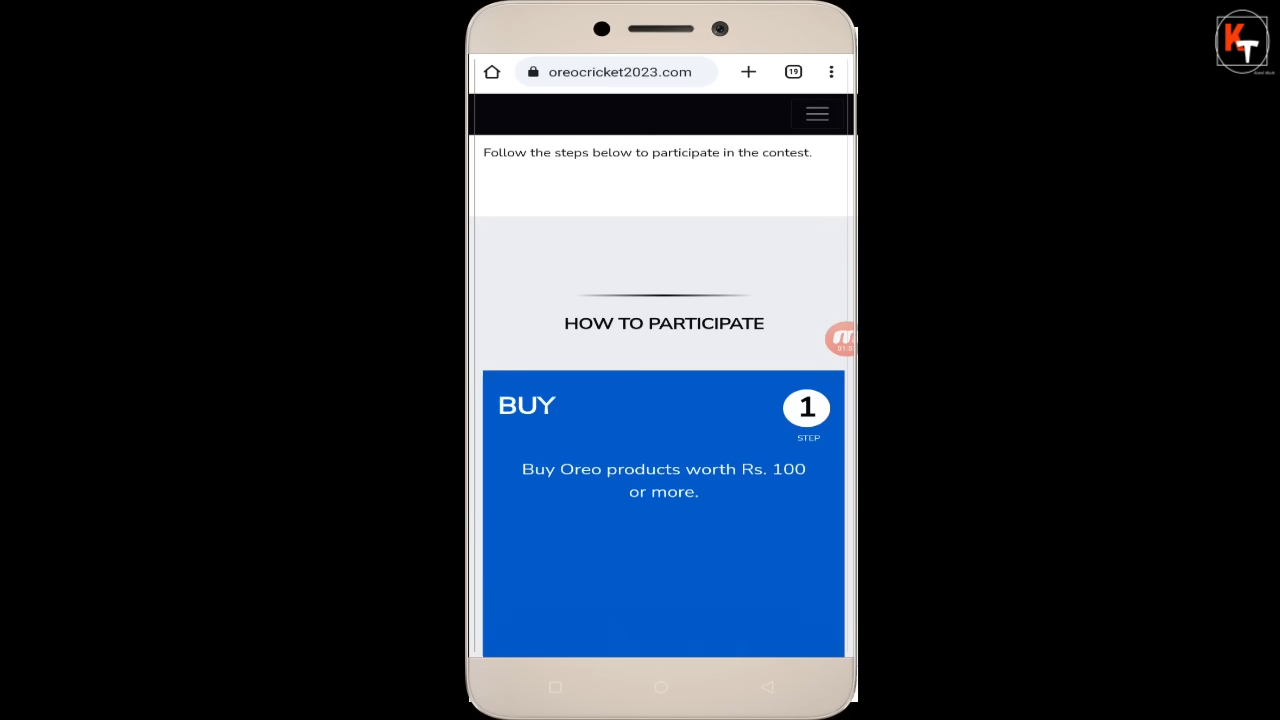 KT
oreocricket2023.com
19
Follow the steps below to participate in the contest.
HOW TO PARTICIPATE
BUY
1
STEP
Buy Oreo products worth Rs. 100
or more.